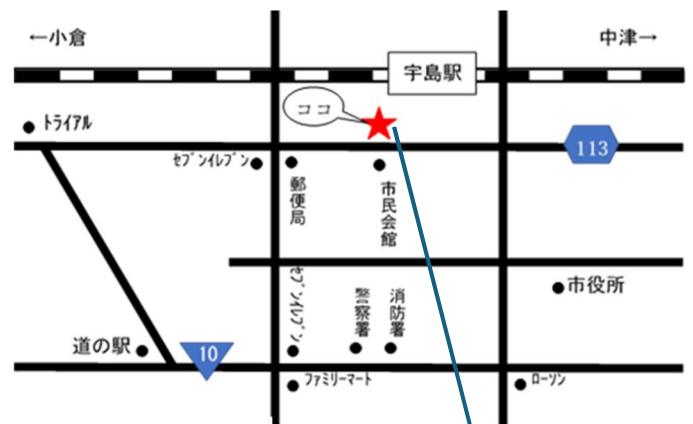 ←小倉
中津→
宇島駅
ココ
トライアル
113
セブンイレブン
郵便局
市民会館
セブンイレブン
警察署
消防署
市役所
道の駅
10
ファミリーマート
ローソン